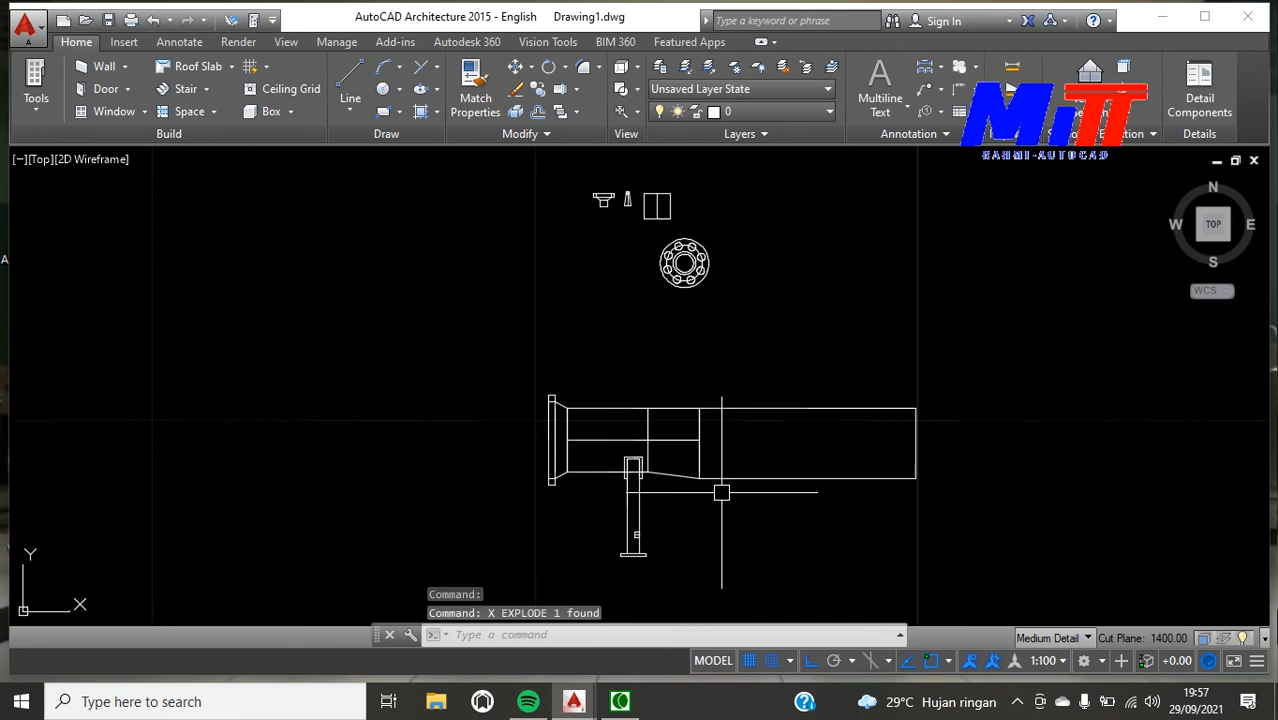 AutoCAD Architecture 2015 - English Drawing1.dwg
Type a keyword or phrase
Sign In
Home Insert Annotate Render View Manage Add-ins Autodesk 360 Vision Tools BIM 360 Featured Apps
Tools
Wall
Door
Window
Roof Slab
Stair
Space
Ceiling Grid
Box
Build
Line
Draw
Match
Properties
Modify
View
Unsaved Layer State
0
Layers
Multiline
Text
Annotation
MiTT
HAHMI-AUTOCAD
Detail
Components
Details
[−][Top][2D Wireframe]
N
W TOP E
S
WCS
Y
X
Command:
Command: X EXPLODE 1 found
Type a command
Medium Detail Cut Plane: 1400.00
MODEL 1:100 +0.00
Type here to search
29°C Hujan ringan
19:57
29/09/2021